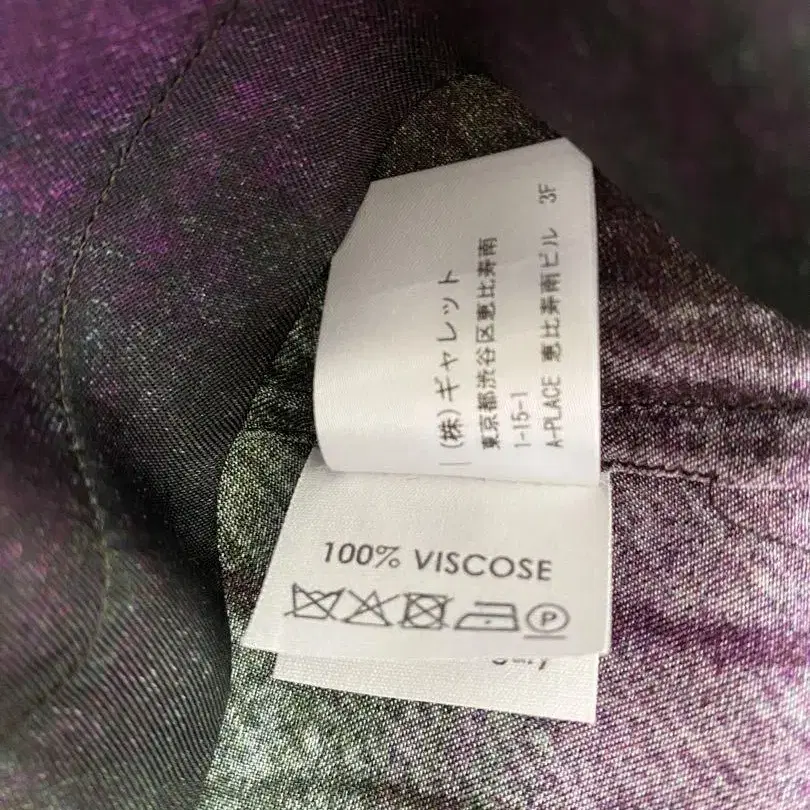 (株)ギャレット
東京都渋谷区恵比寿南
1-15-1
A-PLACE 恵比寿南ビル 3F
100% VISCOSE
P